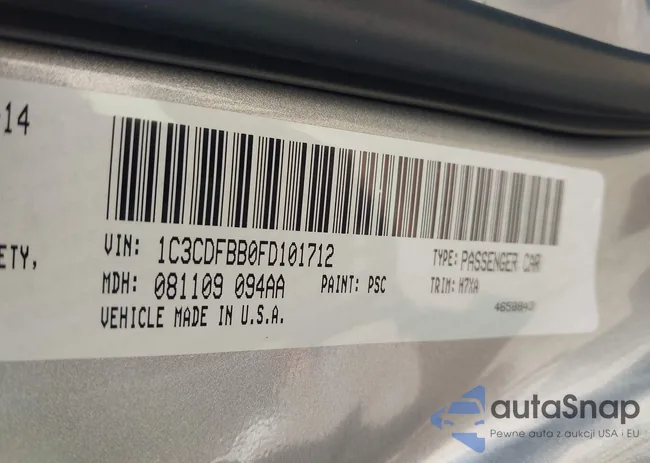 14
ETY,
VIN: 1C3CDFBB0FD101712 TYPE: PASSENGER CAR
MDH: 081109 094AA PAINT: PSC TRIM: H7XA
VEHICLE MADE IN U.S.A.
autaSnap
Pewne auta z aukcji USA i EU